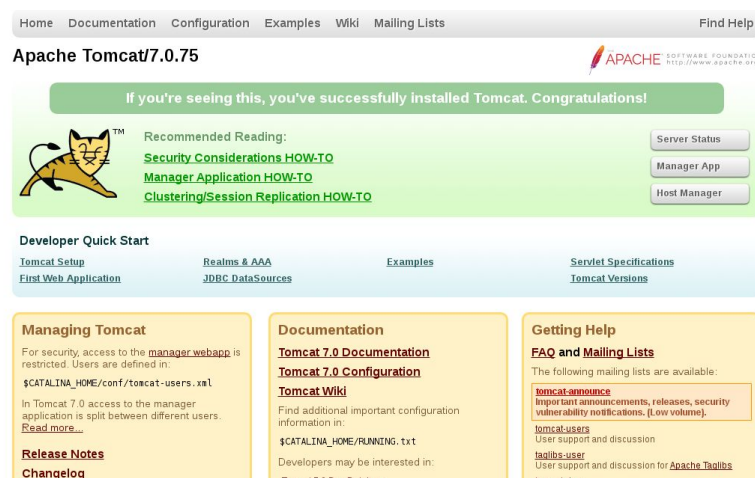 Home Documentation Configuration Examples Wiki Mailing Lists Find Help
Apache Tomcat/7.0.75
THE
APACHE SOFTWARE FOUNDATION
http://www.apache.or
If you're seeing this, you've successfully installed Tomcat. Congratulations!
TM
Recommended Reading:
Security Considerations HOW-TO
Manager Application HOW-TO
Clustering/Session Replication HOW-TO
Server Status
Manager App
Host Manager
Developer Quick Start
Tomcat Setup
First Web Application
Realms & AAA
JDBC DataSources
Examples
Servlet Specifications
Tomcat Versions
Managing Tomcat
For security, access to the manager webapp is
restricted. Users are defined in:
$CATALINA_HOME/conf/tomcat-users.xml
In Tomcat 7.0 access to the manager
application is split between different users.
Read more...
Release Notes
Changelog
Documentation
Tomcat 7.0 Documentation
Tomcat 7.0 Configuration
Tomcat Wiki
Find additional important configuration
information in:
$CATALINA_HOME/RUNNING.txt
Developers may be interested in:
Getting Help
FAQ and Mailing Lists
The following mailing lists are available:
tomcat-announce
Important announcements, releases, security
vulnerability notifications. (Low volume).
tomcat-users
User support and discussion
taglibs-user
User support and discussion for Apache Taglibs